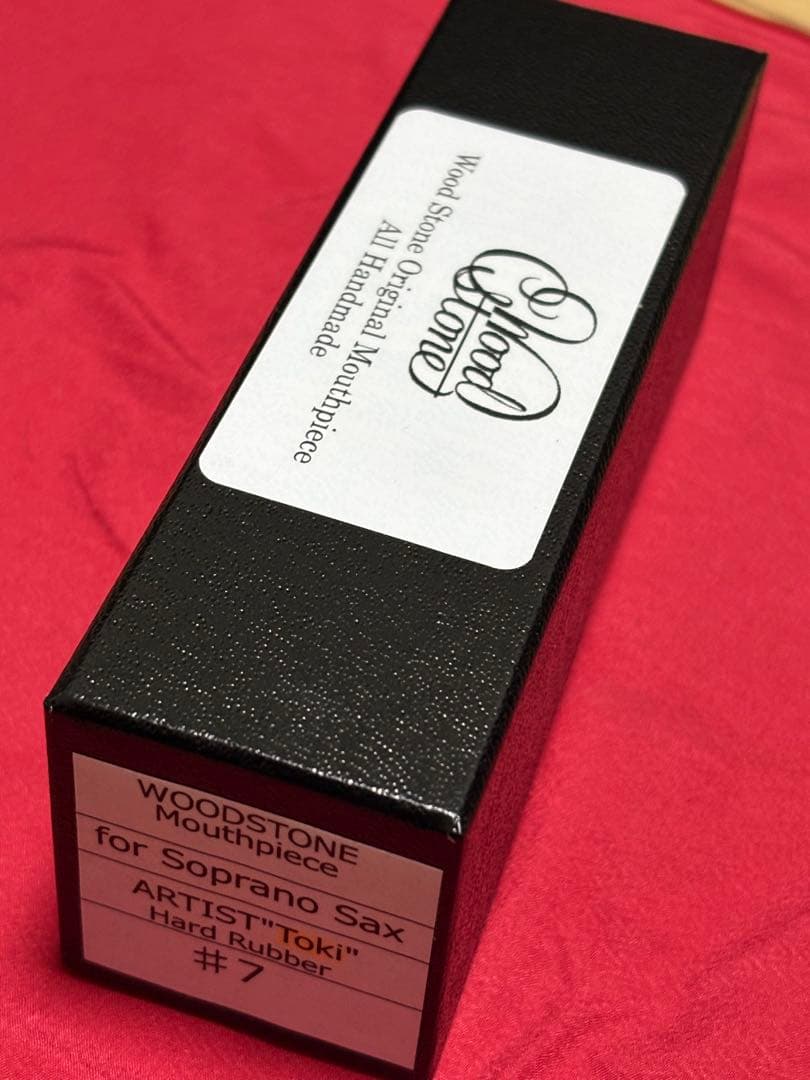 Wood
Stone
Wood Stone Original Mouthpiece
All Handmade
WOODSTONE
Mouthpiece
for Soprano Sax
ARTIST"Toki"
Hard Rubber
#7